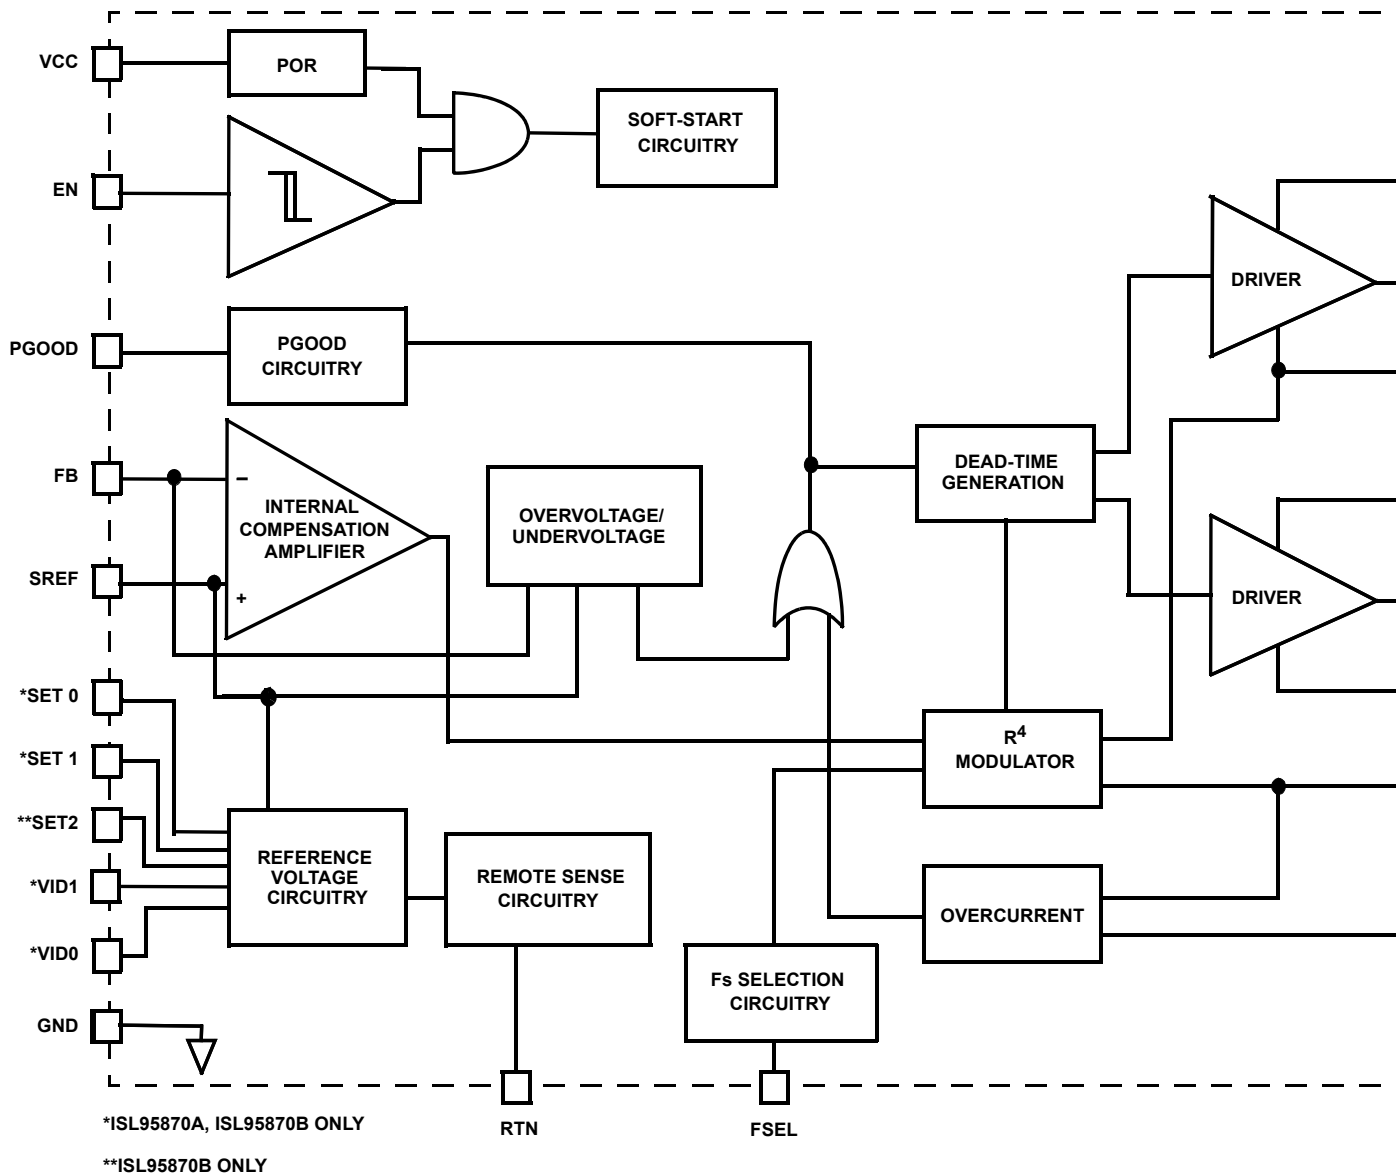 VCC
POR
SOFT-START
CIRCUITRY
EN
DRIVER
PGOOD
PGOOD
CIRCUITRY
FB
−
INTERNAL
COMPENSATION
AMPLIFIER
OVERVOLTAGE/
UNDERVOLTAGE
DEAD-TIME
GENERATION
SREF
+
DRIVER
*SET 0
*SET 1
R4
MODULATOR
**SET2
REFERENCE
VOLTAGE
CIRCUITRY
REMOTE SENSE
CIRCUITRY
*VID1
OVERCURRENT
*VID0
Fs SELECTION
CIRCUITRY
GND
*ISL95870A, ISL95870B ONLY
RTN
FSEL
**ISL95870B ONLY